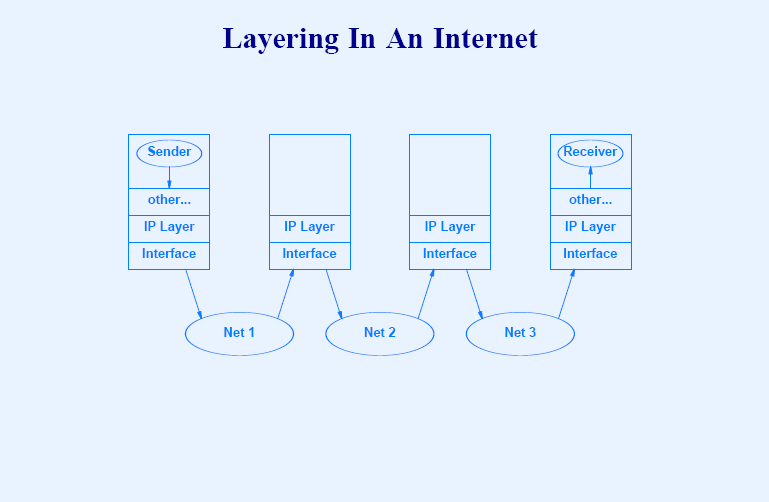 Layering In An Internet
Sender
Receiver
other...
other...
IP Layer
IP Layer
IP Layer
IP Layer
Interface
Interface
Interface
Interface
Net 1
Net 2
Net 3